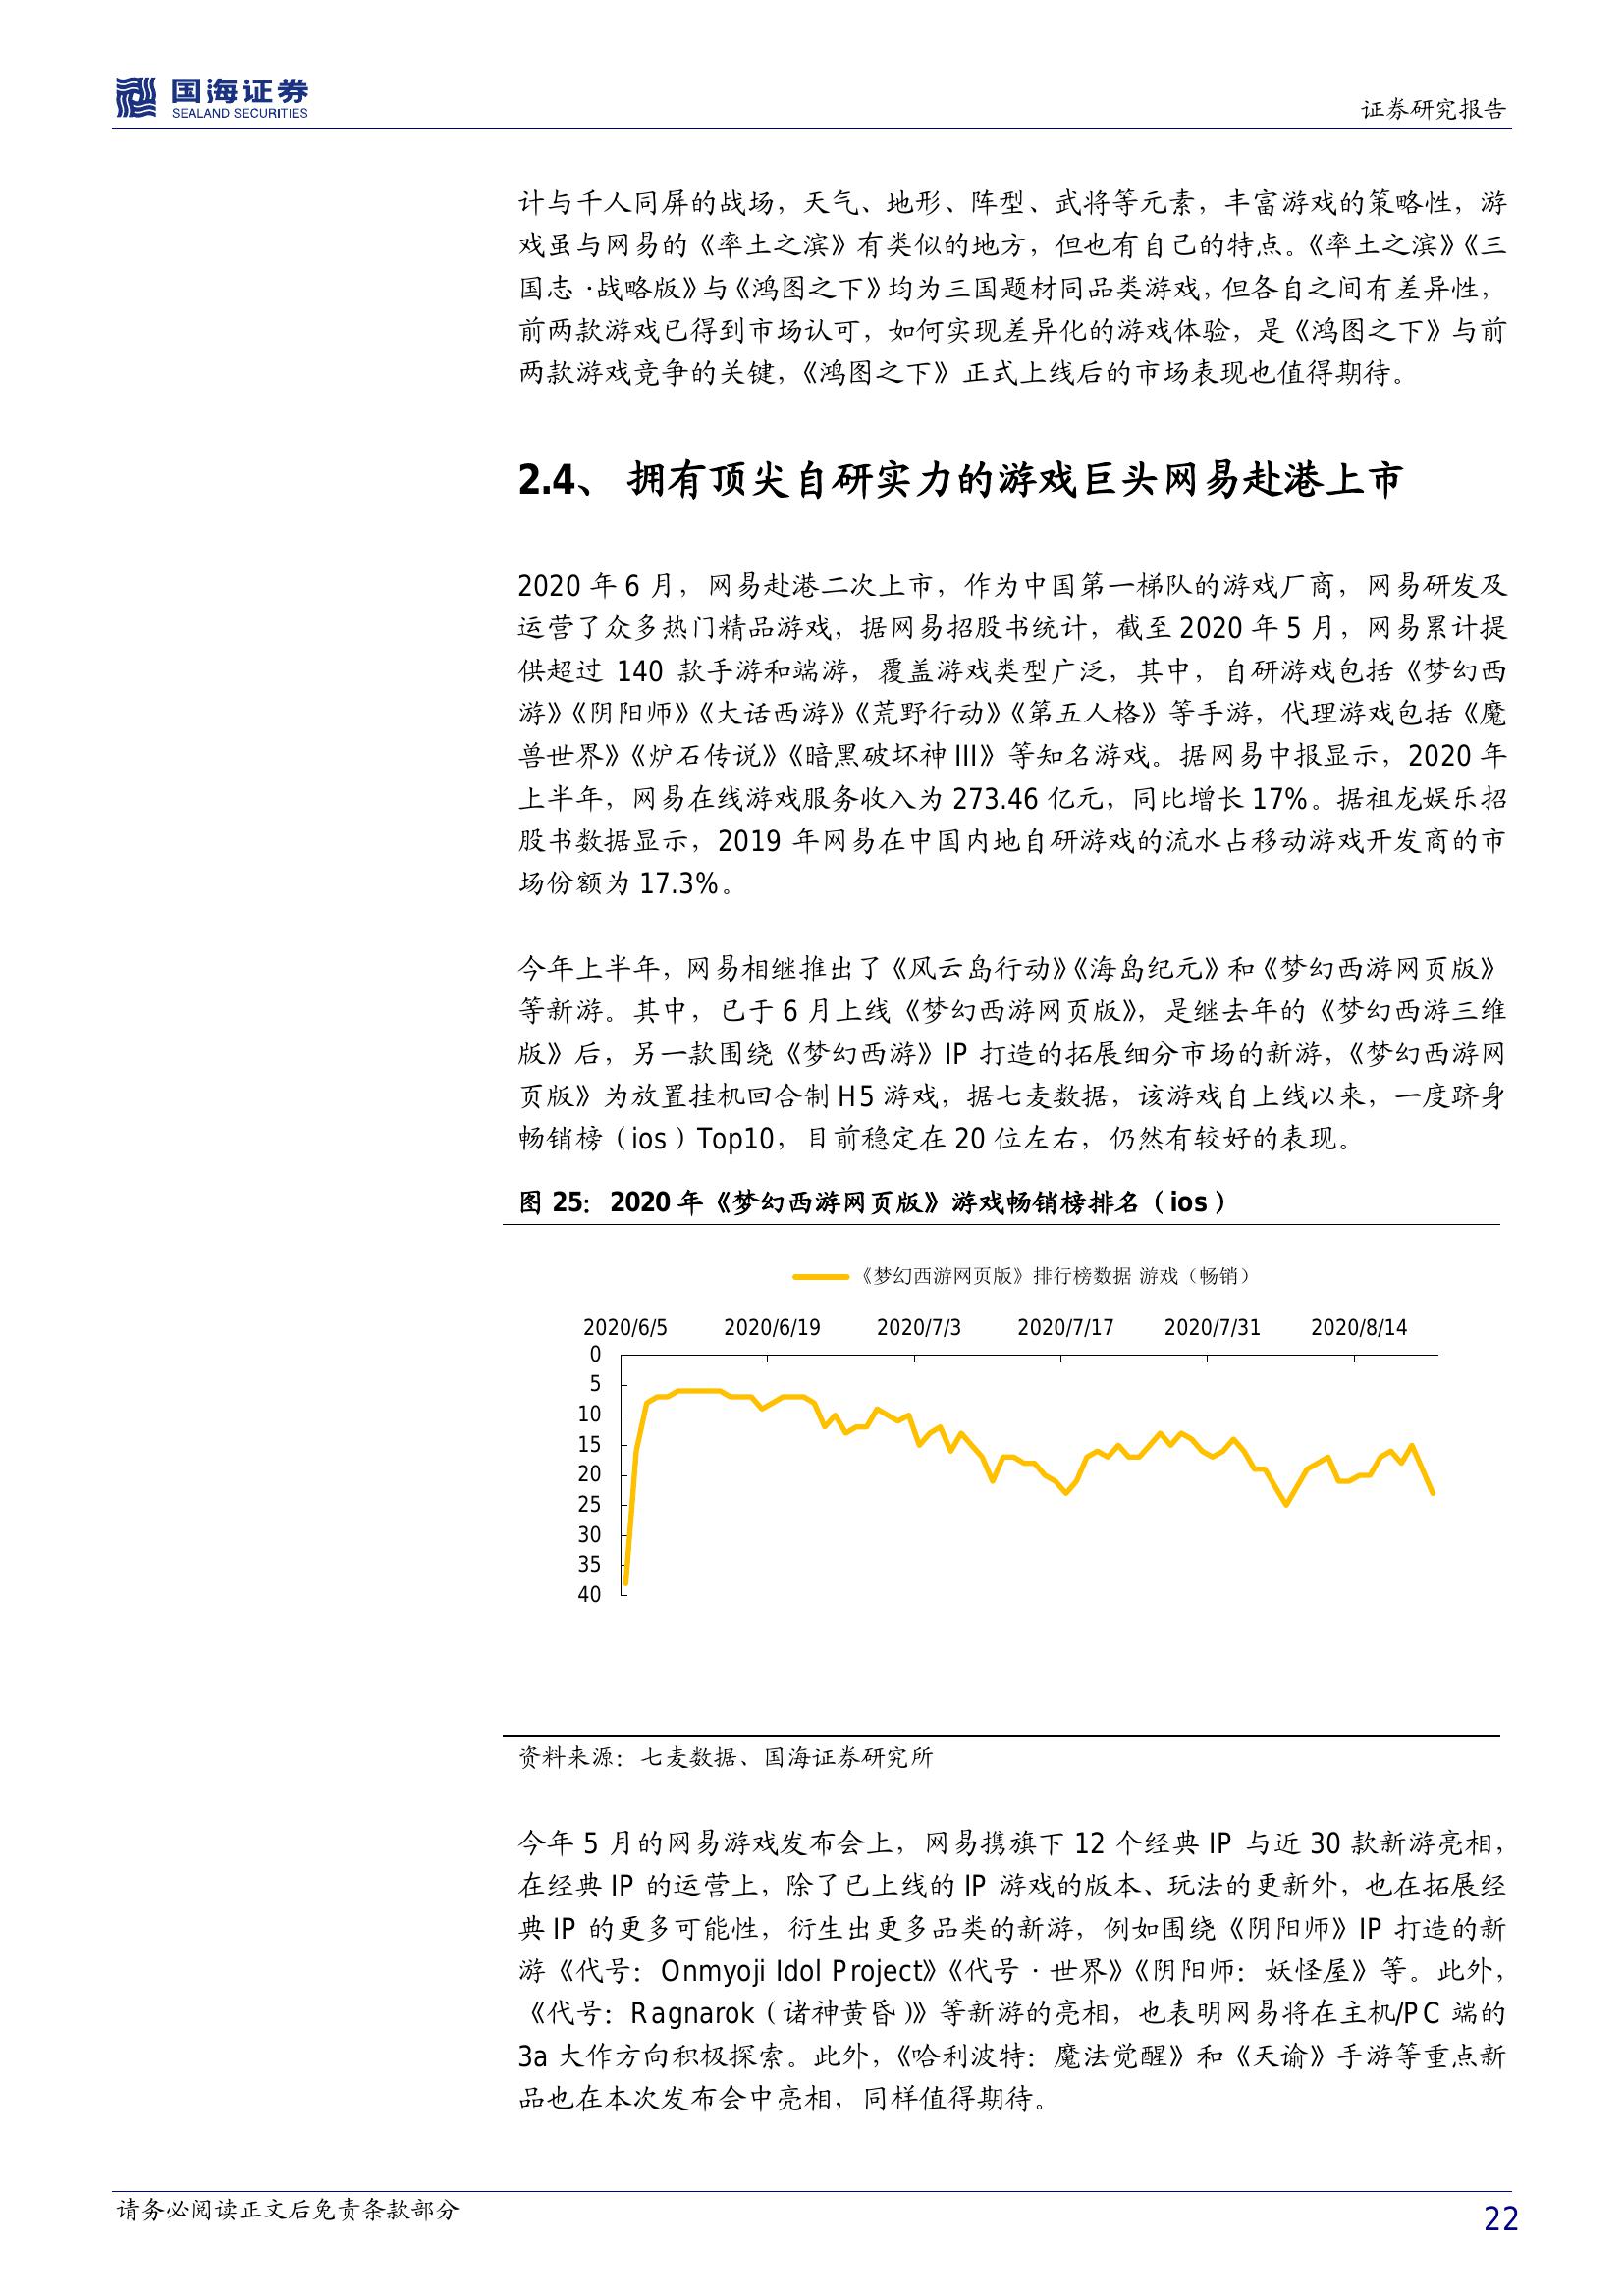 国海证券
SEALAND SECURITIES
证券研究报告
计与千人同屏的战场，天气、地形、阵型、武将等元素，丰富游戏的策略性，游
戏虽与网易的《率土之滨》有类似的地方，但也有自己的特点。《率土之滨》《三
国志·战略版》与《鸿图之下》均为三国题材同品类游戏，但各自之间有差异性，
前两款游戏已得到市场认可，如何实现差异化的游戏体验，是《鸿图之下》与前
两款游戏竞争的关键，《鸿图之下》正式上线后的市场表现也值得期待。
2.4、 拥有顶尖自研实力的游戏巨头网易赴港上市
2020 年 6 月，网易赴港二次上市，作为中国第一梯队的游戏厂商，网易研发及
运营了众多热门精品游戏，据网易招股书统计，截至 2020 年 5 月，网易累计提
供超过 140 款手游和端游，覆盖游戏类型广泛，其中，自研游戏包括《梦幻西
游》《阴阳师》《大话西游》《荒野行动》《第五人格》等手游，代理游戏包括《魔
兽世界》《炉石传说》《暗黑破坏神 III》等知名游戏。据网易中报显示，2020 年
上半年，网易在线游戏服务收入为 273.46 亿元，同比增长 17%。据祖龙娱乐招
股书数据显示，2019 年网易在中国内地自研游戏的流水占移动游戏开发商的市
场份额为 17.3%。
今年上半年，网易相继推出了《风云岛行动》《海岛纪元》和《梦幻西游网页版》
等新游。其中，已于 6 月上线《梦幻西游网页版》，是继去年的《梦幻西游三维
版》后，另一款围绕《梦幻西游》IP 打造的拓展细分市场的新游，《梦幻西游网
页版》为放置挂机回合制 H5 游戏，据七麦数据，该游戏自上线以来，一度跻身
畅销榜（ios）Top10，目前稳定在 20 位左右，仍然有较好的表现。
图 25：2020 年《梦幻西游网页版》游戏畅销榜排名（ios）
《梦幻西游网页版》排行榜数据 游戏（畅销）
2020/6/5 2020/6/19 2020/7/3 2020/7/17 2020/7/31 2020/8/14
0
5
10
15
20
25
30
35
40
资料来源：七麦数据、国海证券研究所
今年 5 月的网易游戏发布会上，网易携旗下 12 个经典 IP 与近 30 款新游亮相，
在经典 IP 的运营上，除了已上线的 IP 游戏的版本、玩法的更新外，也在拓展经
典 IP 的更多可能性，衍生出更多品类的新游，例如围绕《阴阳师》IP 打造的新
游《代号：Onmyoji Idol Project》《代号·世界》《阴阳师：妖怪屋》等。此外，
《代号：Ragnarok（诸神黄昏）》等新游的亮相，也表明网易将在主机/PC 端的
3a 大作方向积极探索。此外，《哈利波特：魔法觉醒》和《天谕》手游等重点新
品也在本次发布会中亮相，同样值得期待。
请务必阅读正文后免责条款部分
22